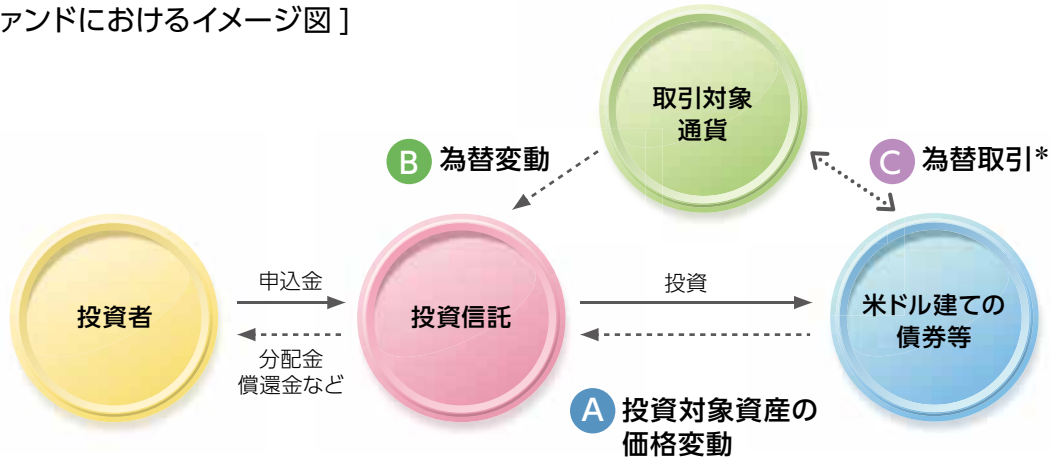 ァンドにおけるイメージ図 ]
取引対象
通貨
B 為替変動
C 為替取引*
投資者
申込金
分配金
償還金など
投資信託
投資
米ドル建ての
債券等
A 投資対象資産の
価格変動